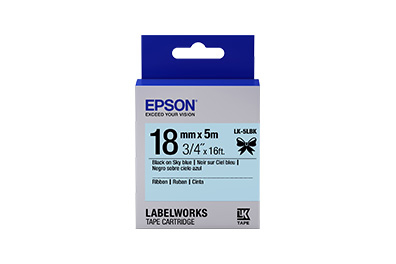 EPSON
EXCEED YOUR VISION
18 mm x 5m
LK-5LBK
3/4" x 16ft.
Black on Sky blue | Noir sur Ciel bleu |
Negro sobre cielo azul
Ribbon | Ruban | Cinta
LABELWORKS
TAPE CARTRIDGE
LK
TAPE